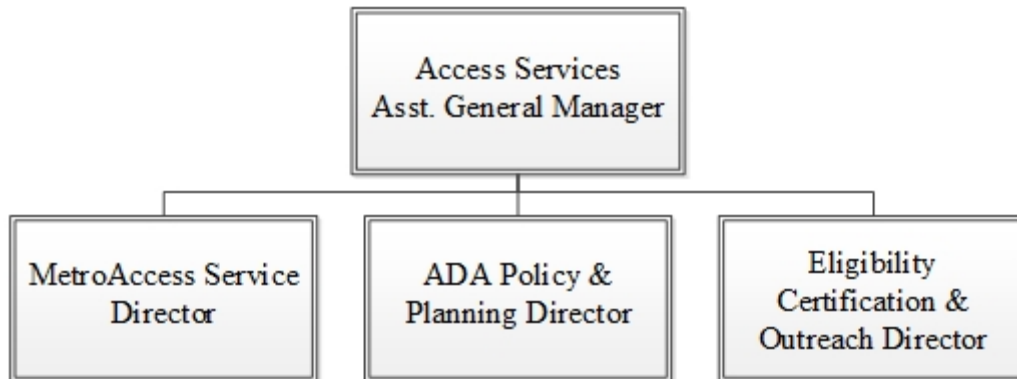 Access Services
Asst. General Manager
MetroAccess Service
Director
ADA Policy &
Planning Director
Eligibility
Certification &
Outreach Director